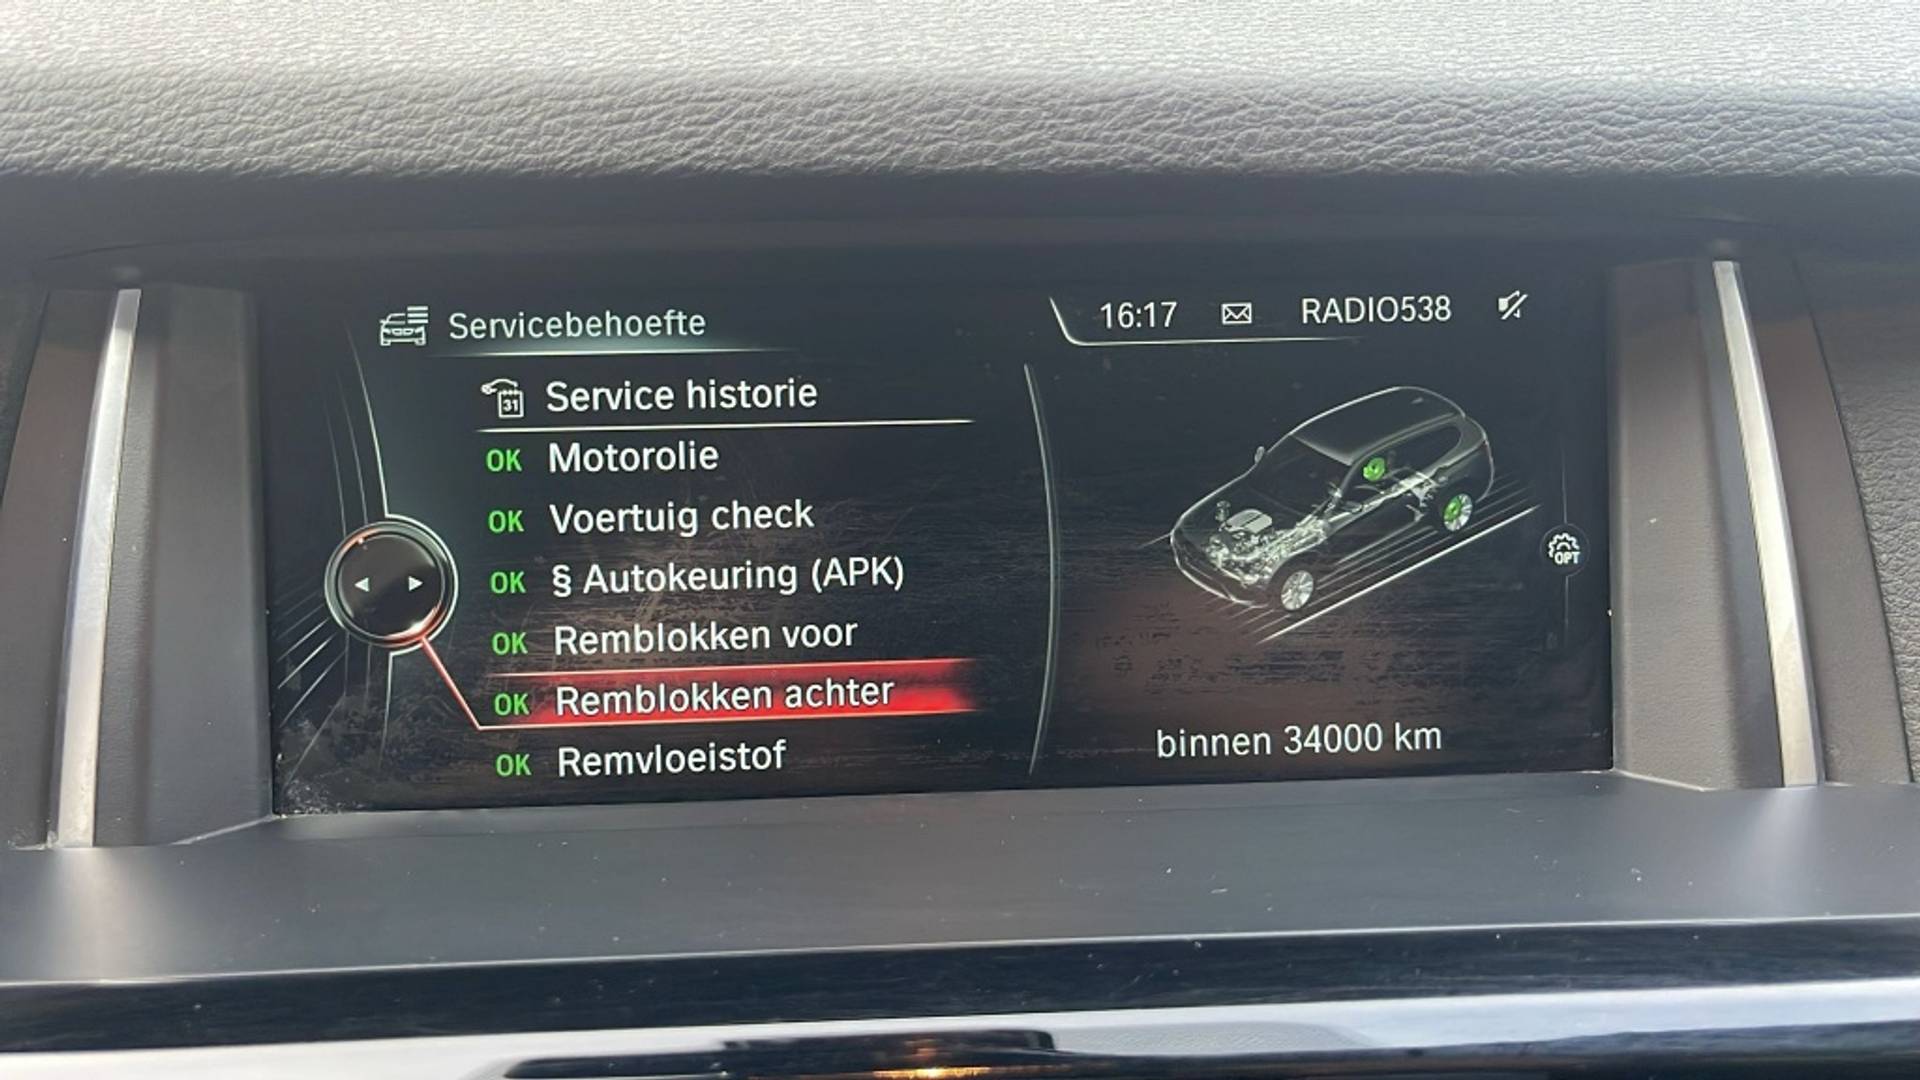 Servicebehoefte
16:17 RADIO538
31 Service historie
OK Motorolie
OK Voertuig check
OK § Autokeuring (APK)
OK Remblokken voor
OK Remblokken achter
OK Remvloeistof
OPT
binnen 34000 km